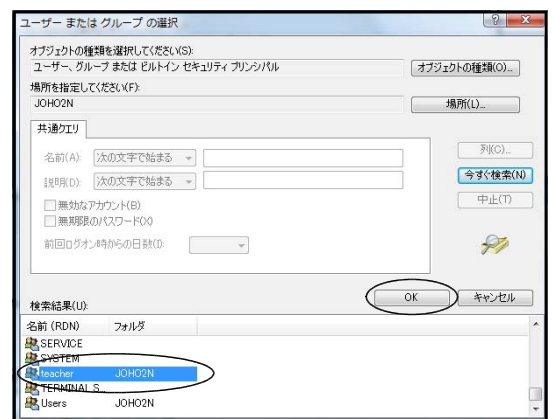 ユーザー または グループ の選択
オブジェクトの種類を選択してください(S):
ユーザー、グループ または ビルトイン セキュリティ プリンシパル
オブジェクトの種類(O)...
場所を指定してください(F):
JOHO2N
場所(L)...
共通クエリ
名前(A): 次の文字で始まる
列(C)...
説明(D): 次の文字で始まる
今すぐ検索(N)
無効なアカウント(B)
中止(T)
無期限のパスワード(X)
前回ログオン時からの日数(I):
OK
キャンセル
検索結果(U):
名前 (RDN) フォルダ
SERVICE
SYSTEM
teacher JOHO2N
TERMINAL S...
Users JOHO2N